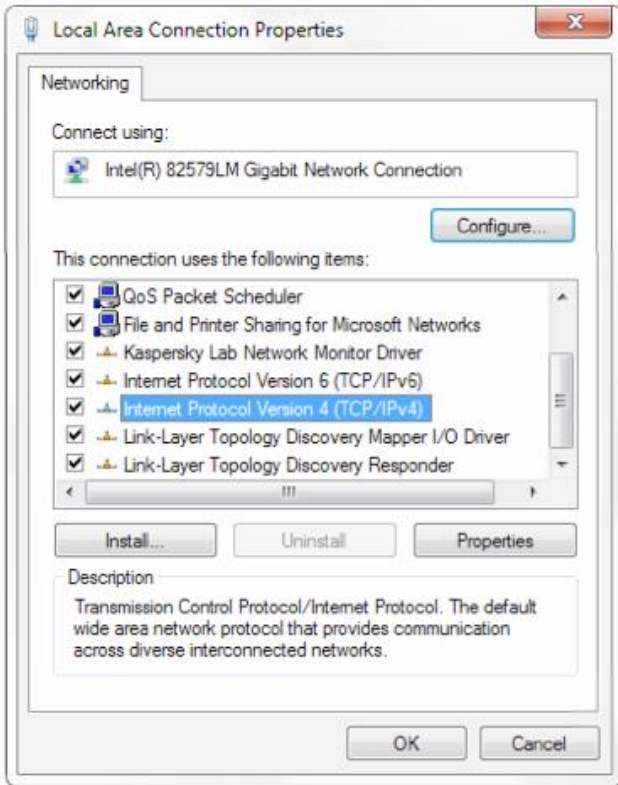 Local Area Connection Properties
Networking
Connect using:
Intel(R) 82579LM Gigabit Network Connection
Configure...
This connection uses the following items:
QoS Packet Scheduler
File and Printer Sharing for Microsoft Networks
Kaspersky Lab Network Monitor Driver
Internet Protocol Version 6 (TCP/IPv6)
Internet Protocol Version 4 (TCP/IPv4)
Link-Layer Topology Discovery Mapper I/O Driver
Link-Layer Topology Discovery Responder
Install...
Uninstall
Properties
Description
Transmission Control Protocol/Internet Protocol. The default
wide area network protocol that provides communication
across diverse interconnected networks.
OK
Cancel